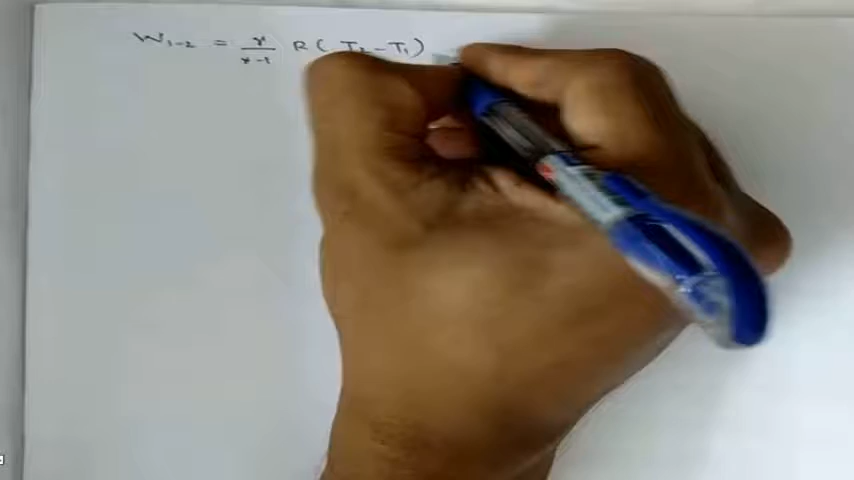 W₁₋₂ = γ/γ-1 R ( T₂ - T₁ )